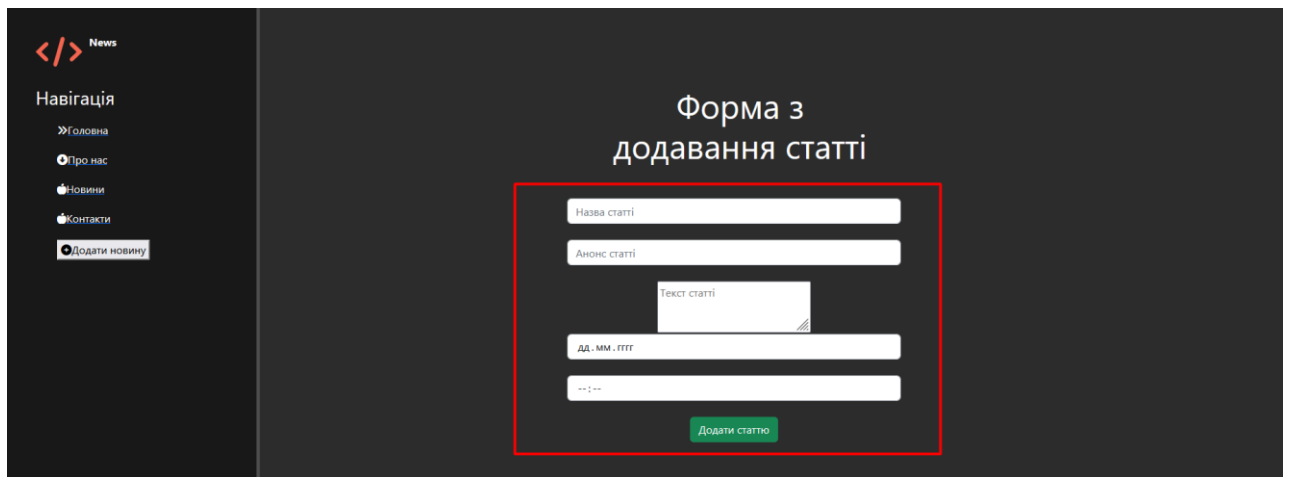 </> News
Навігація
Головна
Про нас
Новини
Контакти
Додати новину
Форма з
додавання статті
Назва статті
Анонс статті
Текст статті
дд.мм.гггг
--:--
Додати статтю